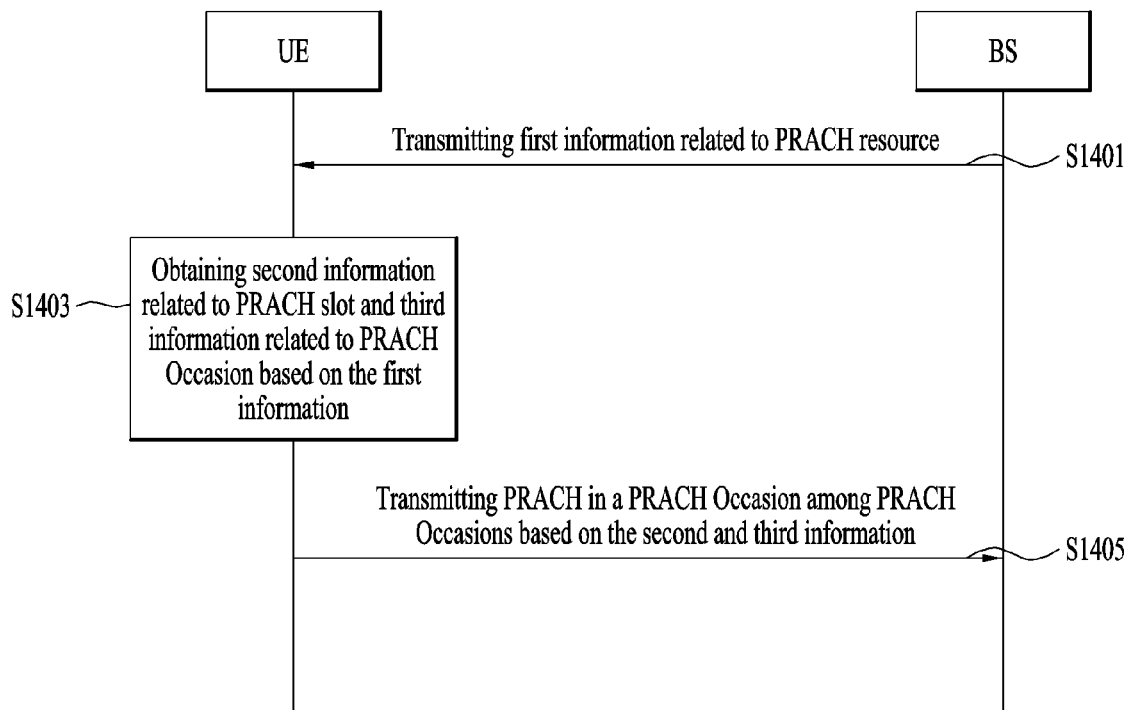 UE
BS
Transmitting first information related to PRACH resource
S1401
Obtaining second information
related to PRACH slot and third
information related to PRACH
Occasion based on the first
information
S1403
Transmitting PRACH in a PRACH Occasion among PRACH
Occasions based on the second and third information
S1405